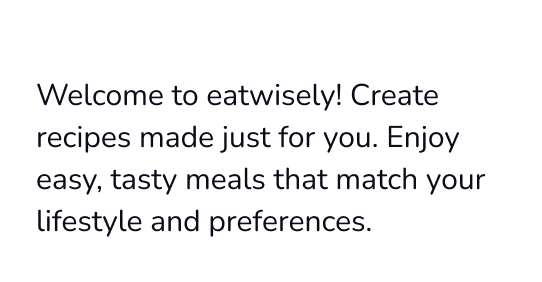 Welcome to eatwisely! Create
recipes made just for you. Enjoy
easy, tasty meals that match your
lifestyle and preferences.